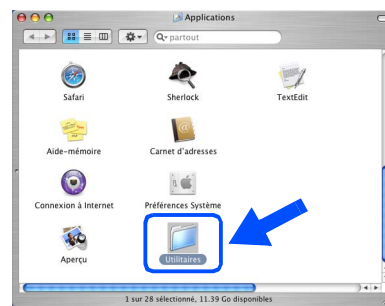 Applications
partout
Safari
Sherlock
TextEdit
Aide-mémoire
Carnet d'adresses
Connexion à Internet
Préférences Système
Aperçu
Utilitaires
1 sur 28 sélectionné, 11.39 Go disponibles